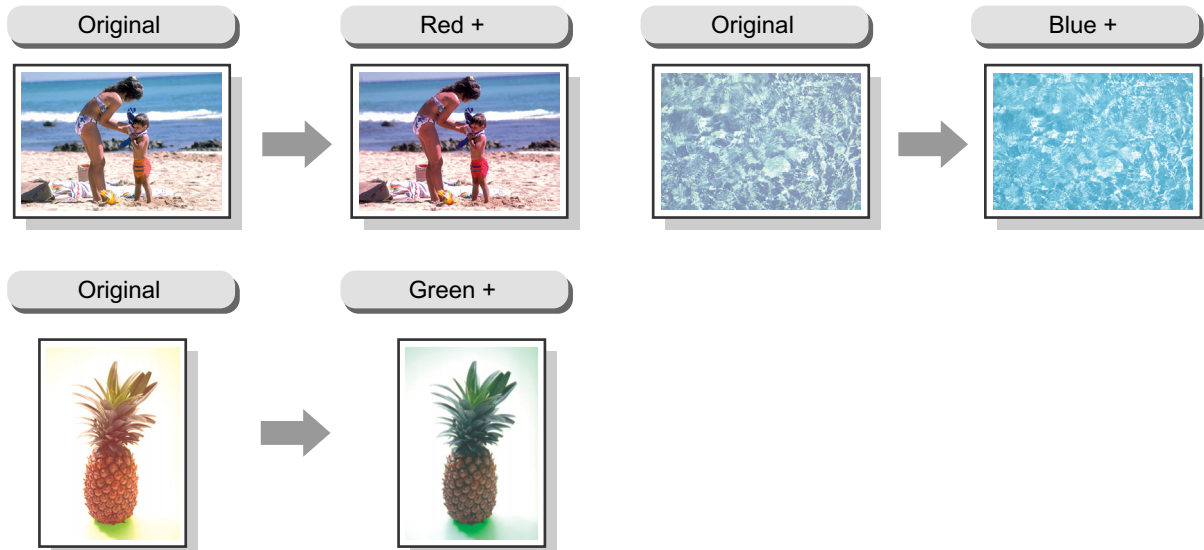 Original
Red +
Original
Blue +
Original
Green +